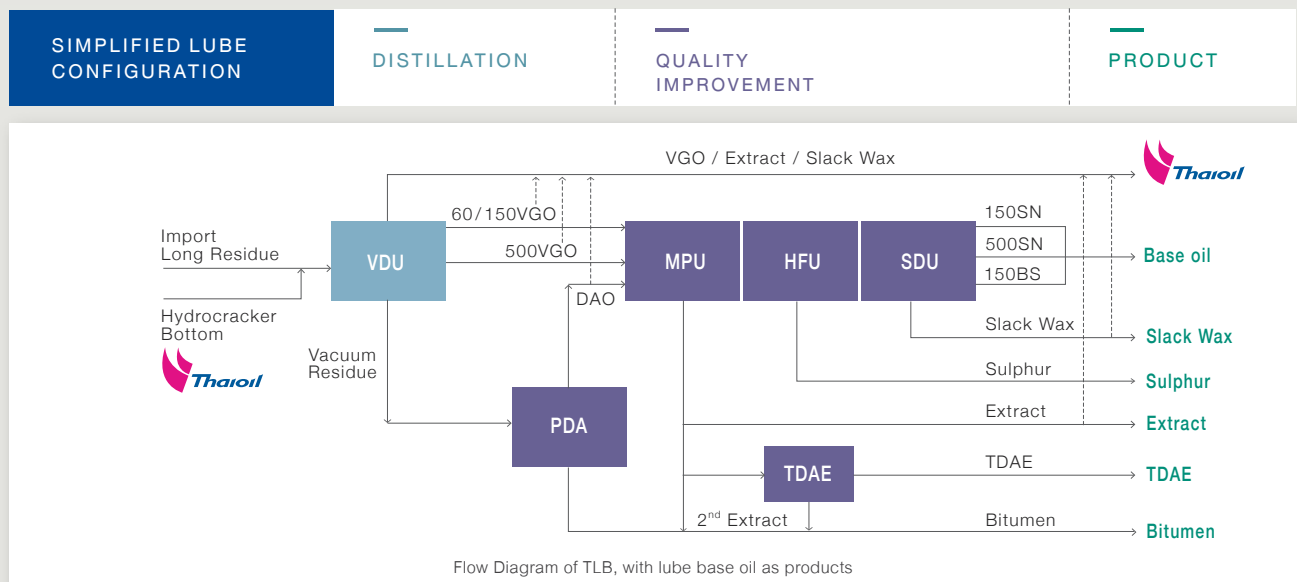 SIMPLIFIED LUBE
CONFIGURATION
DISTILLATION
QUALITY
IMPROVEMENT
PRODUCT
VGO / Extract / Slack Wax
Thaioil
60/150VGO
150SN
Import
Long Residue
VDU
500VGO
MPU
HFU
SDU
500SN
Base oil
150BS
DAO
Hydrocracker
Bottom
Thaioil
Vacuum
Residue
Slack Wax
Slack Wax
Sulphur
Sulphur
PDA
Extract
Extract
TDAE
TDAE
TDAE
2nd Extract
Bitumen
Bitumen
Flow Diagram of TLB, with lube base oil as products